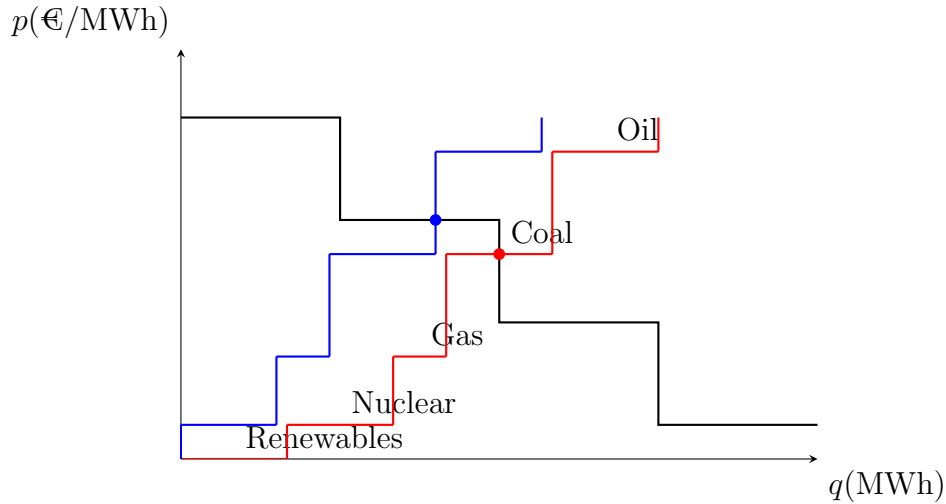 p(€/MWh)
Oil
Coal
Gas
Nuclear
Renewables
q(MWh)